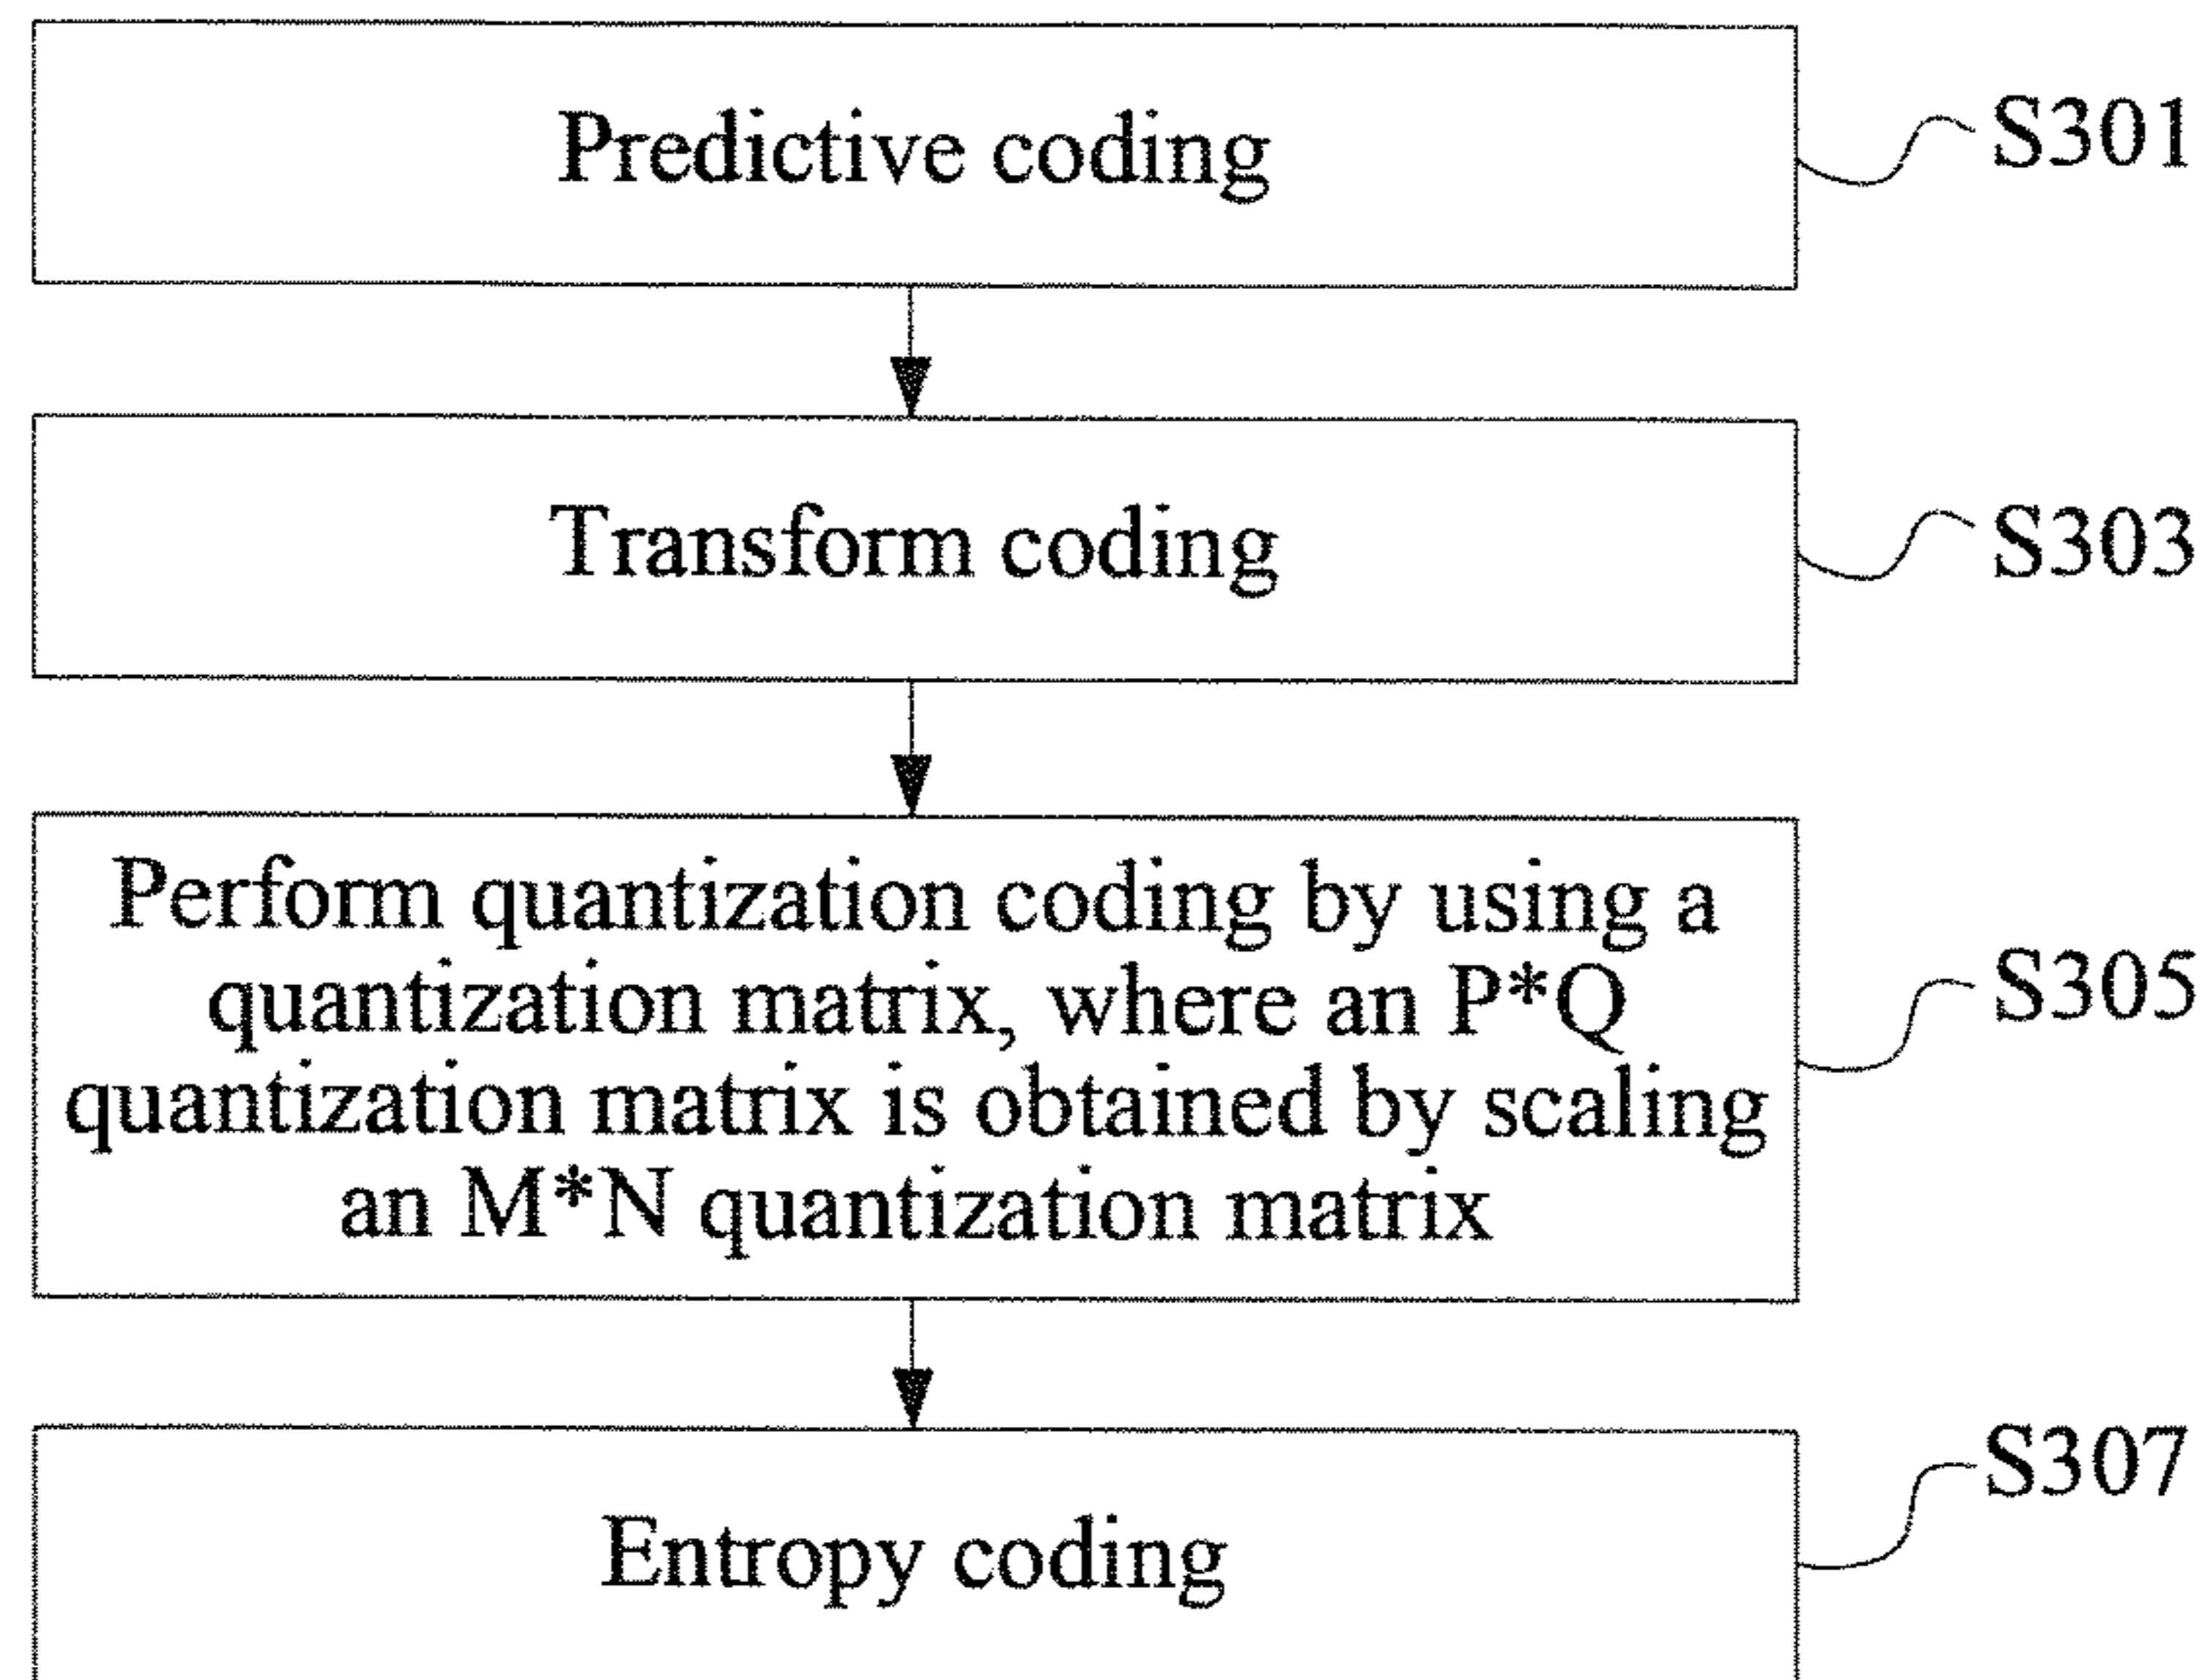 Predictive coding
S301
Transform coding
S303
Perform quantization coding by using a
quantization matrix, where an P*Q
quantization matrix is obtained by scaling
an M*N quantization matrix
S305
Entropy coding
S307